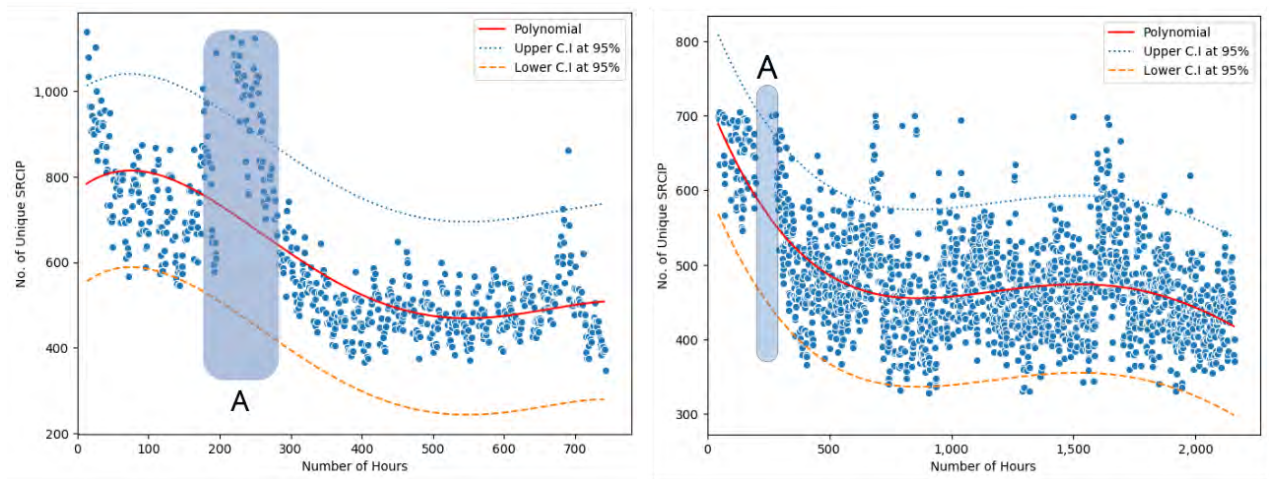 Polynomial
Upper C.I at 95%
Lower C.I at 95%
1,000
800
600
400
200
No. of Unique SRCIP
A
0
100
200
300
400
500
600
700
Number of Hours
Polynomial
Upper C.I at 95%
Lower C.I at 95%
A
800
700
600
500
400
300
No. of Unique SRCIP
0
500
1,000
1,500
2,000
Number of Hours